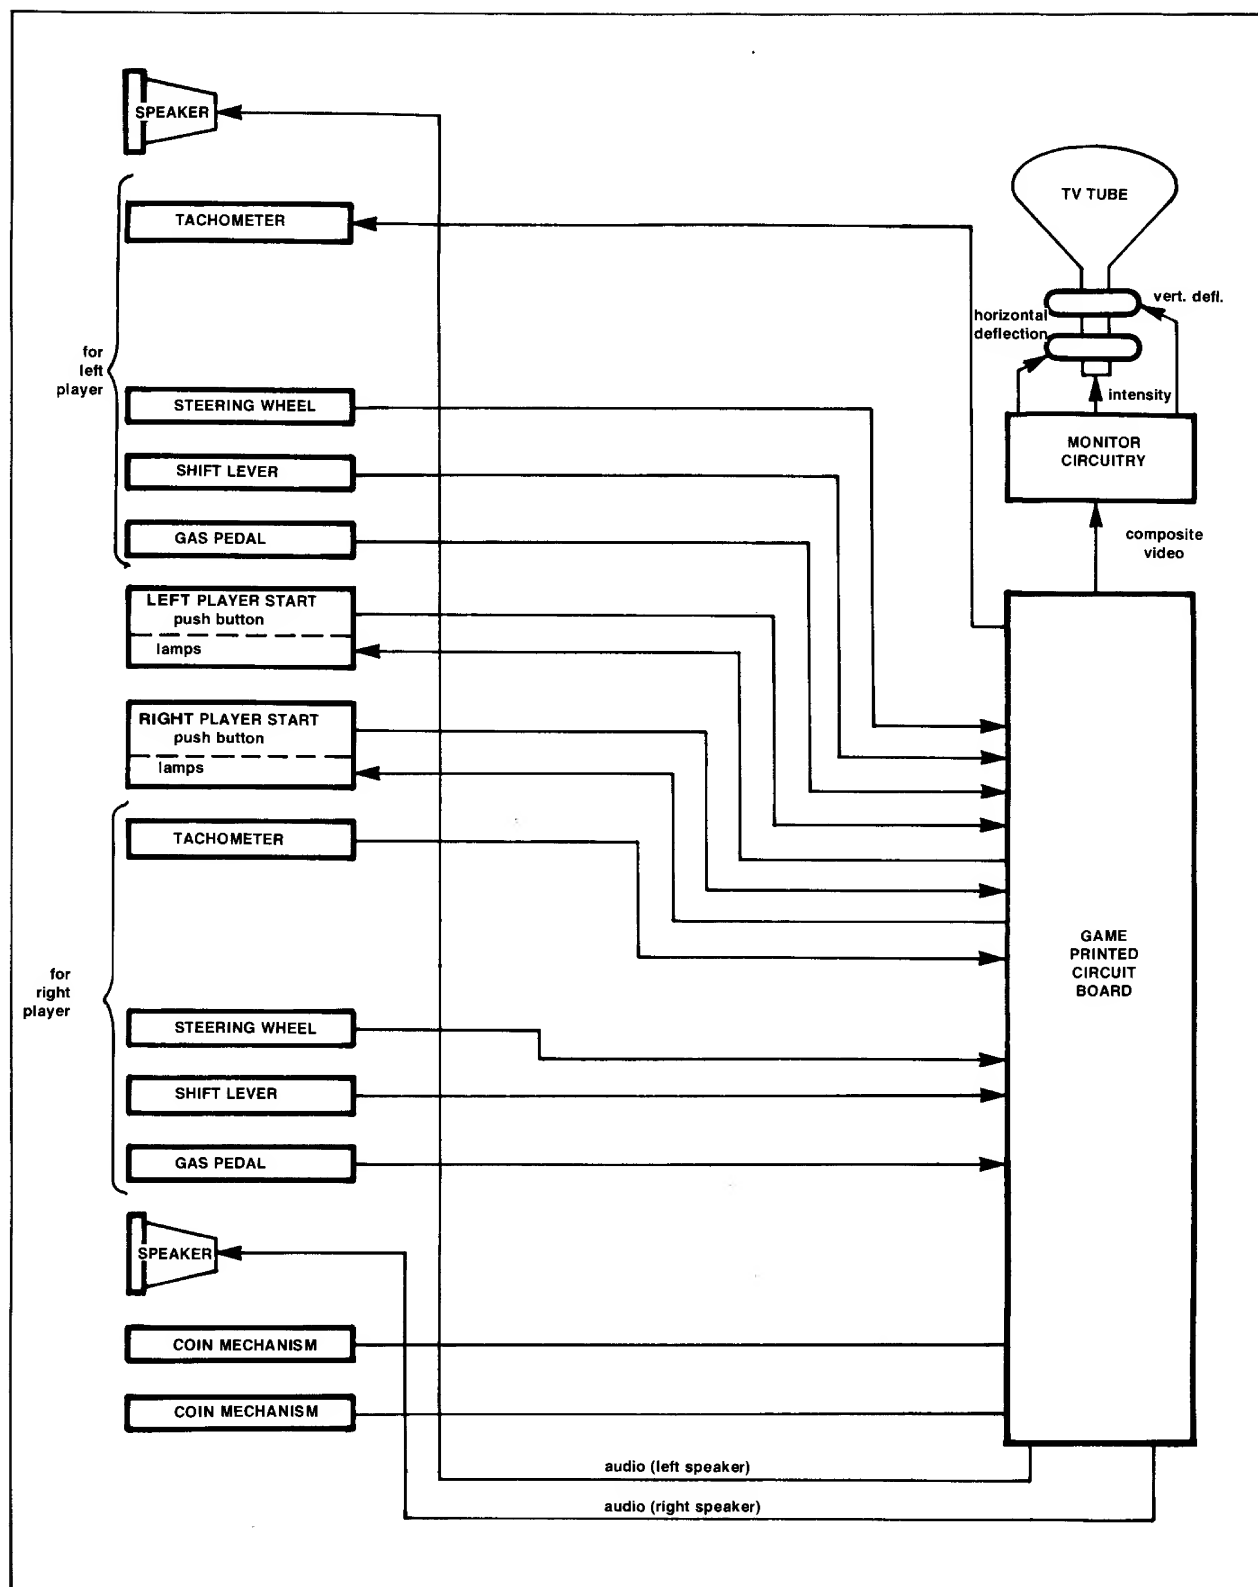 SPEAKER
TACHOMETER
TV TUBE
vert. defl.
horizontal
deflection
for
left
player
STEERING WHEEL
intensity
MONITOR
CIRCUITRY
SHIFT LEVER
GAS PEDAL
composite
video
LEFT PLAYER START
push button
lamps
RIGHT PLAYER START
push button
lamps
TACHOMETER
GAME
PRINTED
CIRCUIT
BOARD
for
right
player
STEERING WHEEL
SHIFT LEVER
GAS PEDAL
SPEAKER
COIN MECHANISM
COIN MECHANISM
audio (left speaker)
audio (right speaker)